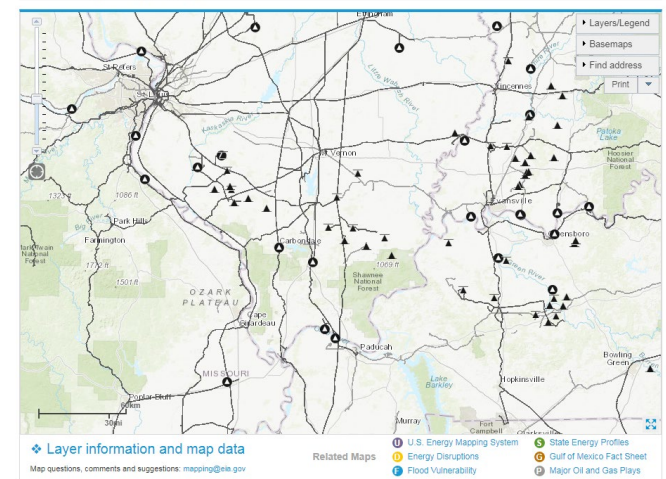 Effingham
Layers/Legend
Basemaps
Find address
Print
St Peters
Vincennes
Kaskaskia River
Little Wabash River
Patoka
Lake
Hoosier
National
Forest
Mt Vernon
1323 ft
1086 ft
Big River
Park Hills
Farmington
Evansville
Carbondale
Owensboro
Mark Twain
National
Forest
1772 ft
1501 ft
1069 ft
Green River
OZARK
PLATEAU
Shawnee
National
Forest
Cape
Girardeau
Paducah
Bowling
Green
MISSOURI
Lake
Barkley
Hopkinsville
Poplar Bluff
60km
30mi
Murray
Fort
Campbell
Clarksville
❖ Layer information and map data
Map questions, comments and suggestions: mapping@eia.gov
Related Maps
U U.S. Energy Mapping System
D Energy Disruptions
F Flood Vulnerability
S State Energy Profiles
G Gulf of Mexico Fact Sheet
P Major Oil and Gas Plays